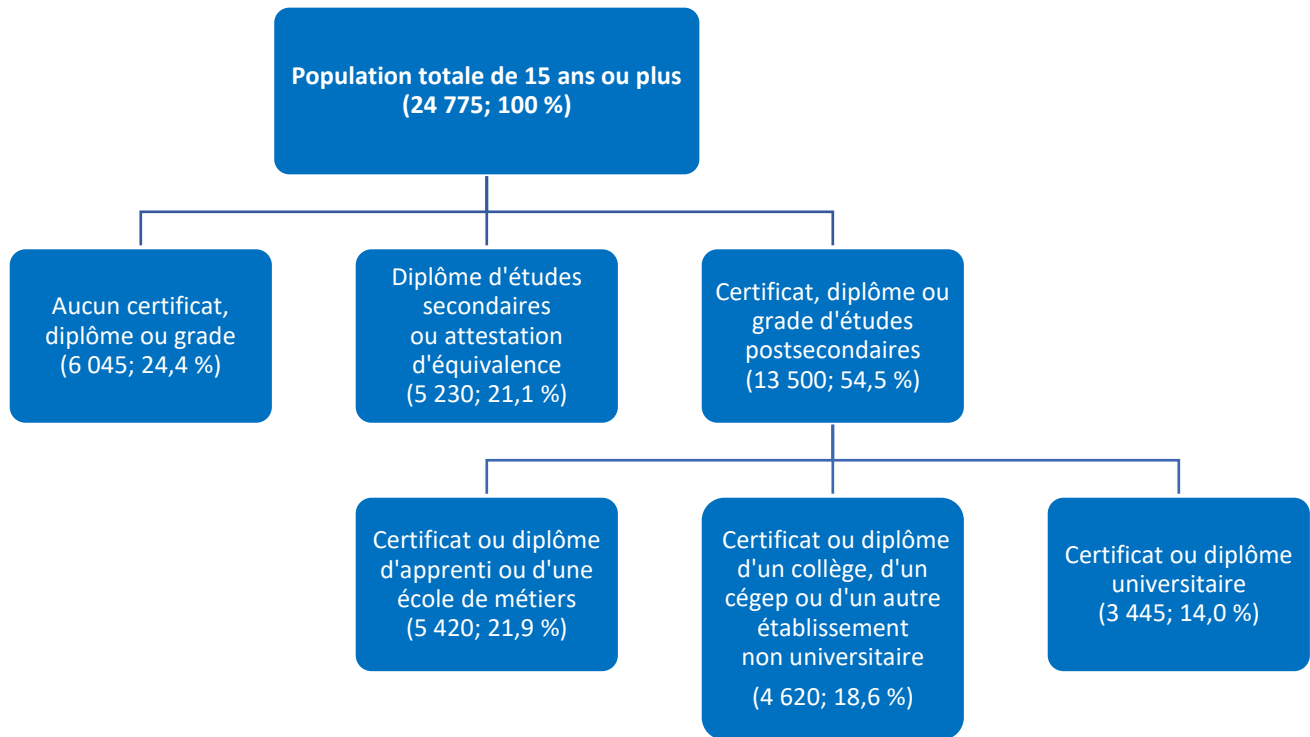 Population totale de 15 ans ou plus
(24 775; 100 %)
Aucun certificat,
diplôme ou grade
(6 045; 24,4 %)
Diplôme d'études
secondaires
ou attestation
d'équivalence
(5 230; 21,1 %)
Certificat, diplôme ou
grade d'études
postsecondaires
(13 500; 54,5 %)
Certificat ou diplôme
d'apprenti ou d'une
école de métiers
(5 420; 21,9 %)
Certificat ou diplôme
d'un collège, d'un
cégep ou d'un autre
établissement
non universitaire
(4 620; 18,6 %)
Certificat ou diplôme
universitaire
(3 445; 14,0 %)